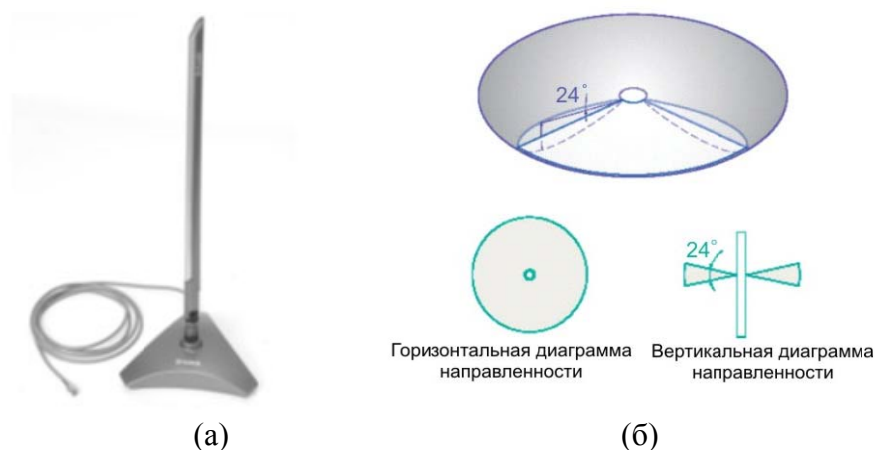 24°
24°
Горизонтальная диаграмма
направленности
Вертикальная диаграмма
направленности
(а)
(б)